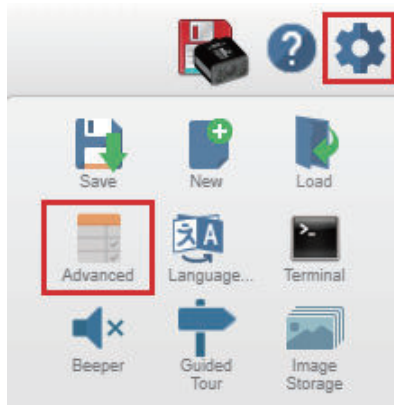 ?
Save
New
Load
Advanced
Language...
Terminal
Beeper
Guided
Tour
Image
Storage